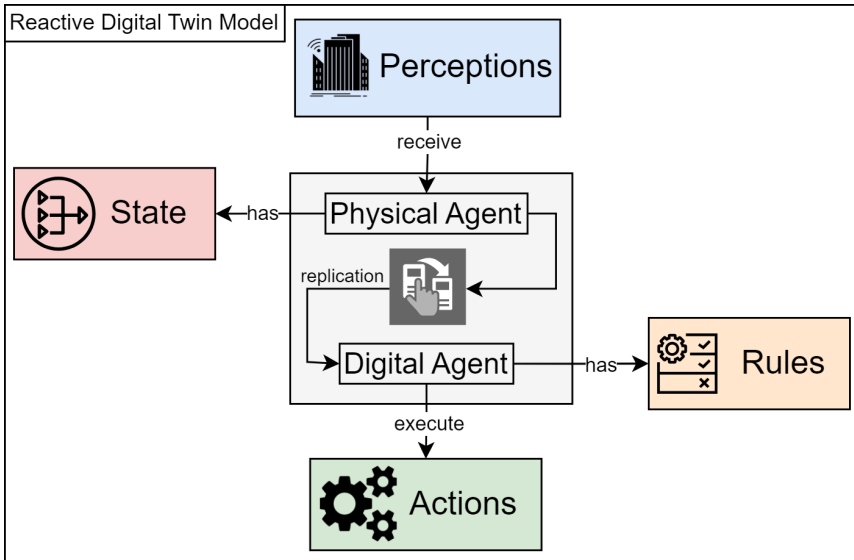 Reactive Digital Twin Model
Perceptions
receive
State
has
Physical Agent
replication
Digital Agent
has
Rules
execute
Actions